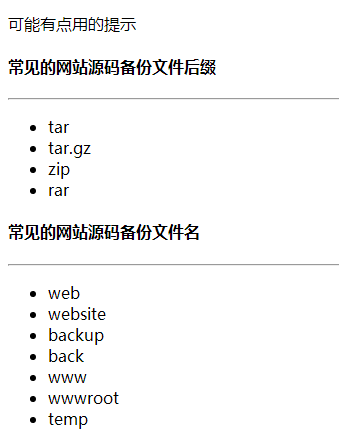 可能有点用的提示
常见的网站源码备份文件后缀
tar
tar.gz
zip
rar
常见的网站源码备份文件名
web
website
backup
back
www
wwwroot
temp